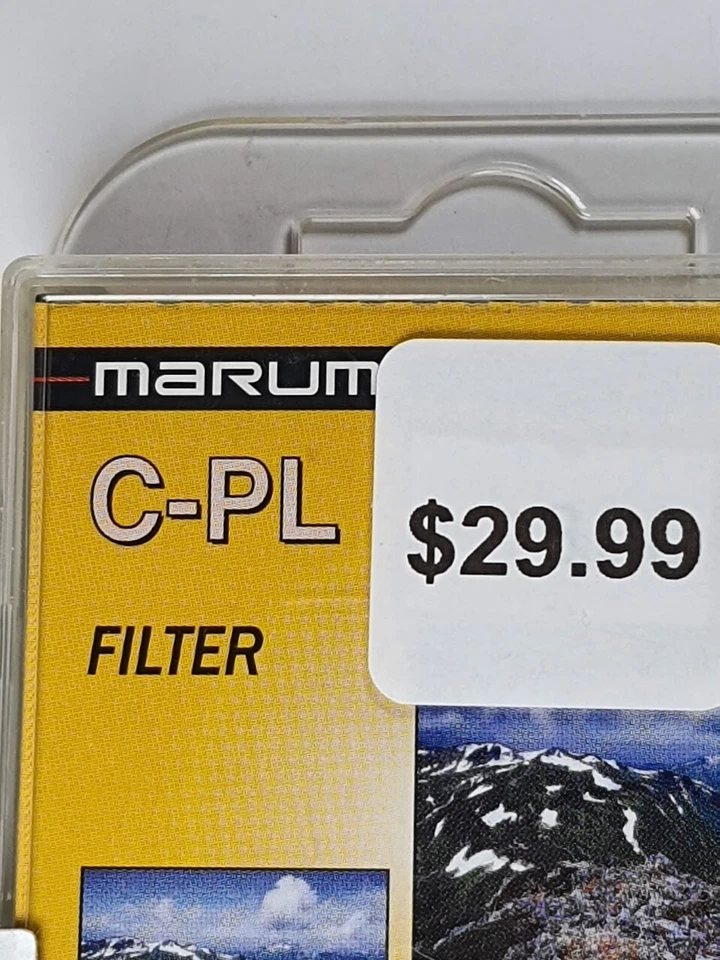 marum
C-PL
$29.99
FILTER